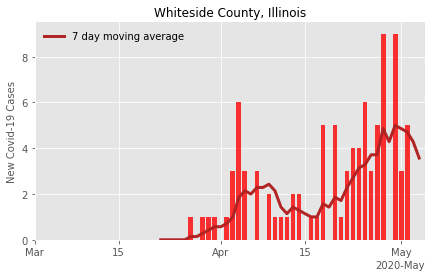 Whiteside County, Illinois
7 day moving average
New Covid-19 Cases
8
6
4
2
0
Mar 15 Apr 15 May
2020-May